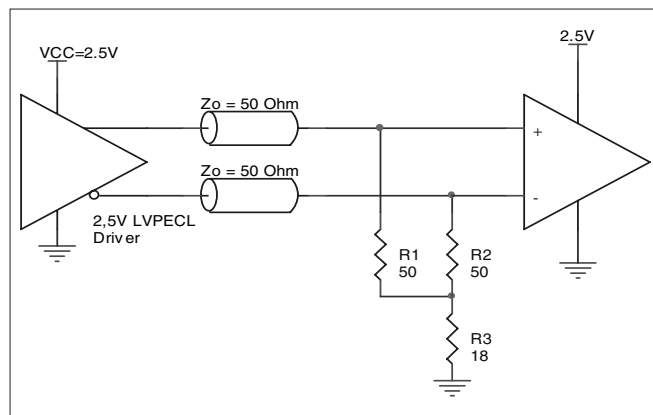 VCC=2.5V
2.5V
Zo = 50 Ohm
+
Zo = 50 Ohm
-
2,5V LVPECL
Driver
R1
50
R2
50
R3
18